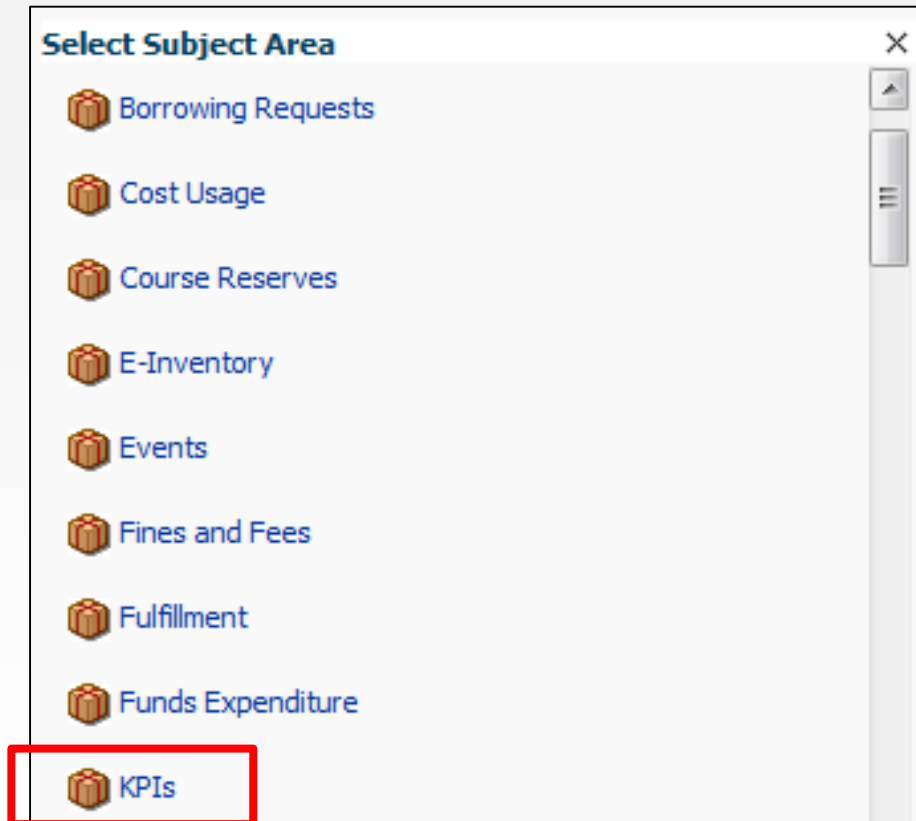 Select Subject Area
Borrowing Requests
Cost Usage
Course Reserves
E-Inventory
Events
Fines and Fees
Fulfillment
Funds Expenditure
KPIs